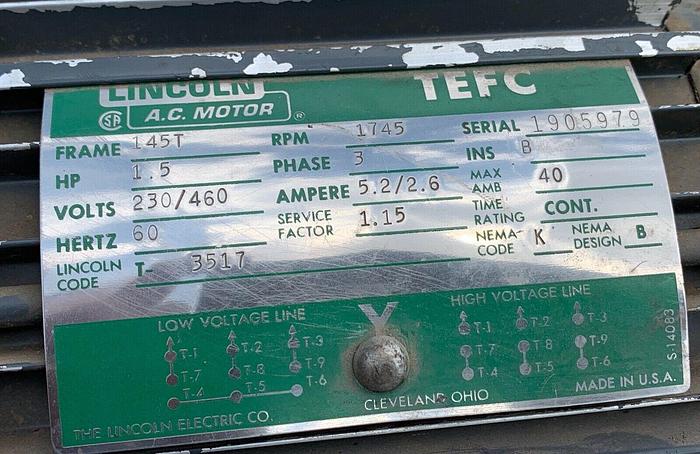 LINCOLN
SA A.C. MOTOR ®
TEFC
FRAME 145T RPM 1745 SERIAL 1905979
HP 1.5 PHASE 3 INS B
VOLTS 230/460 AMPERE 5.2/2.6 MAX AMB 40
HERTZ 60 SERVICE FACTOR 1.15 TIME RATING CONT.
LINCOLN CODE T- 3517 NEMA CODE K NEMA DESIGN B
LOW VOLTAGE LINE Y HIGH VOLTAGE LINE
T-1 T-2 T-3 T-1 T-2 T-3
T-7 T-8 T-9 T-7 T-8 T-9
T-4 T-5 T-6 T-4 T-5 T-6
S-14083
THE LINCOLN ELECTRIC CO. CLEVELAND, OHIO MADE IN U.S.A.